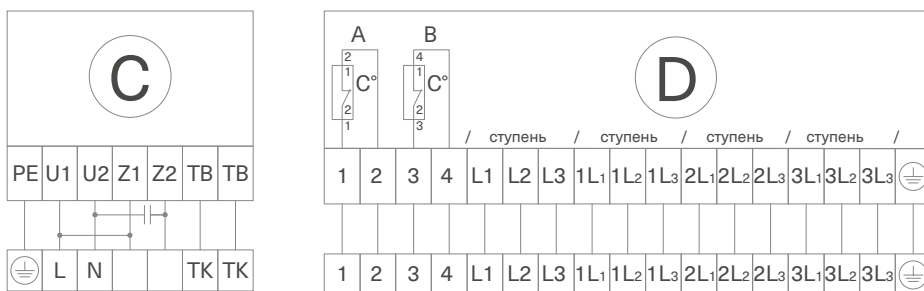 C
PE U1 U2 Z1 Z2 TB TB
L N TK TK
A B
2 4
1 C° 1 C°
2 2
1 3
D
/ ступень / ступень / ступень / ступень /
1 2 3 4 L1 L2 L3 1L1 1L2 1L3 2L1 2L2 2L3 3L1 3L2 3L3
1 2 3 4 L1 L2 L3 1L1 1L2 1L3 2L1 2L2 2L3 3L1 3L2 3L3